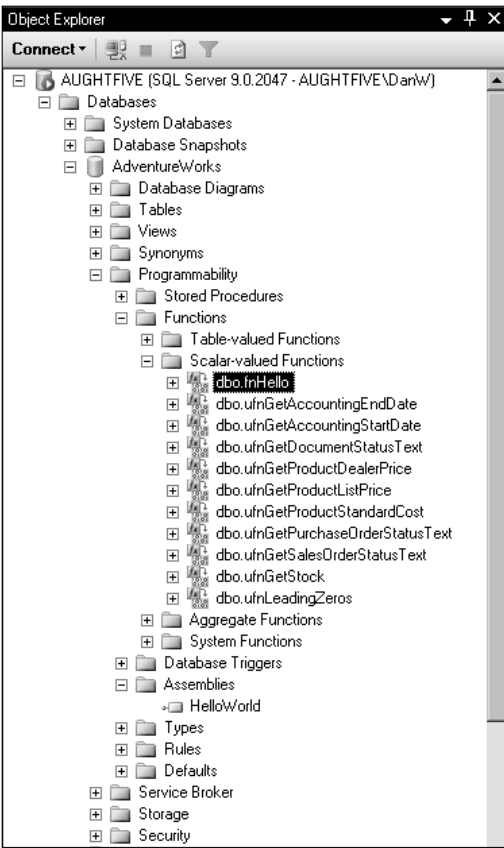 Object Explorer
Connect
AUGHTFIVE (SQL Server 9.0.2047 - AUGHTFIVE\DanW)
Databases
System Databases
Database Snapshots
AdventureWorks
Database Diagrams
Tables
Views
Synonyms
Programmability
Stored Procedures
Functions
Table-valued Functions
Scalar-valued Functions
dbo.fnHello
dbo.ufnGetAccountingEndDate
dbo.ufnGetAccountingStartDate
dbo.ufnGetDocumentStatusText
dbo.ufnGetProductDealerPrice
dbo.ufnGetProductListPrice
dbo.ufnGetProductStandardCost
dbo.ufnGetPurchaseOrderStatusText
dbo.ufnGetSalesOrderStatusText
dbo.ufnGetStock
dbo.ufnLeadingZeros
Aggregate Functions
System Functions
Database Triggers
Assemblies
HelloWorld
Types
Rules
Defaults
Service Broker
Storage
Security